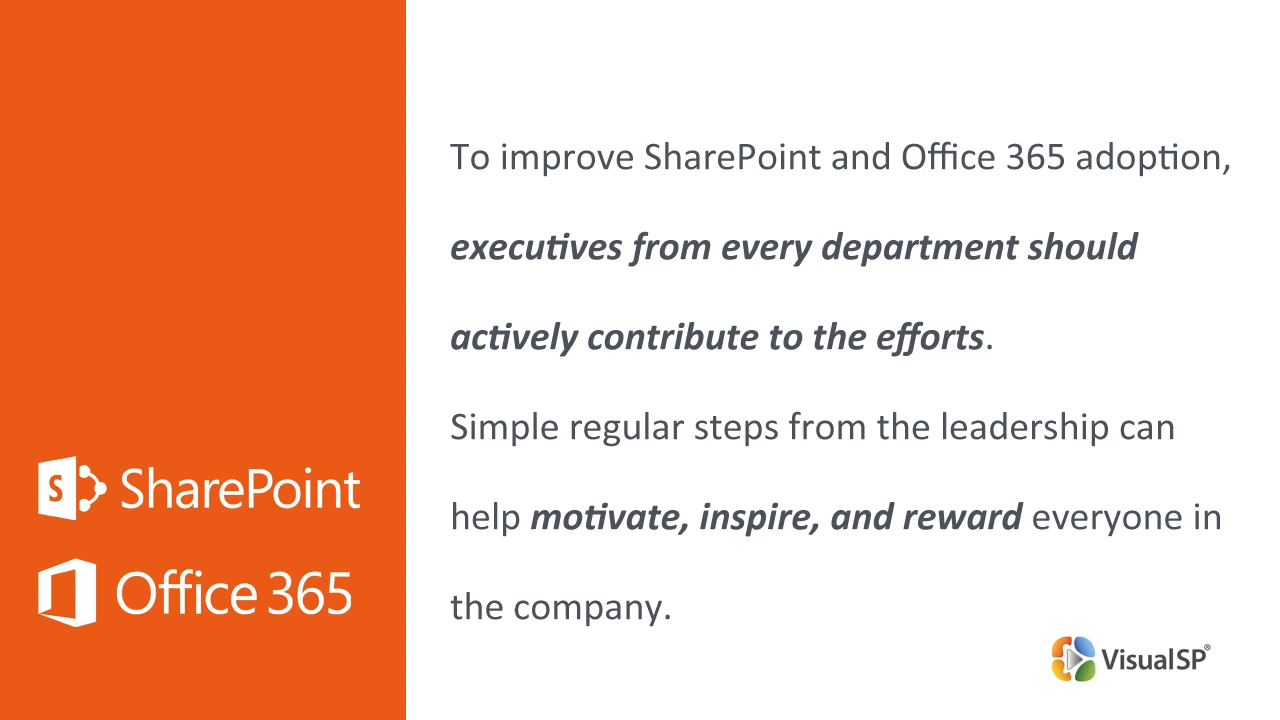 To improve SharePoint and Office 365 adoption,
executives from every department should
actively contribute to the efforts.
Simple regular steps from the leadership can
help motivate, inspire, and reward everyone in
the company.
S SharePoint
Office 365
VisualSP®